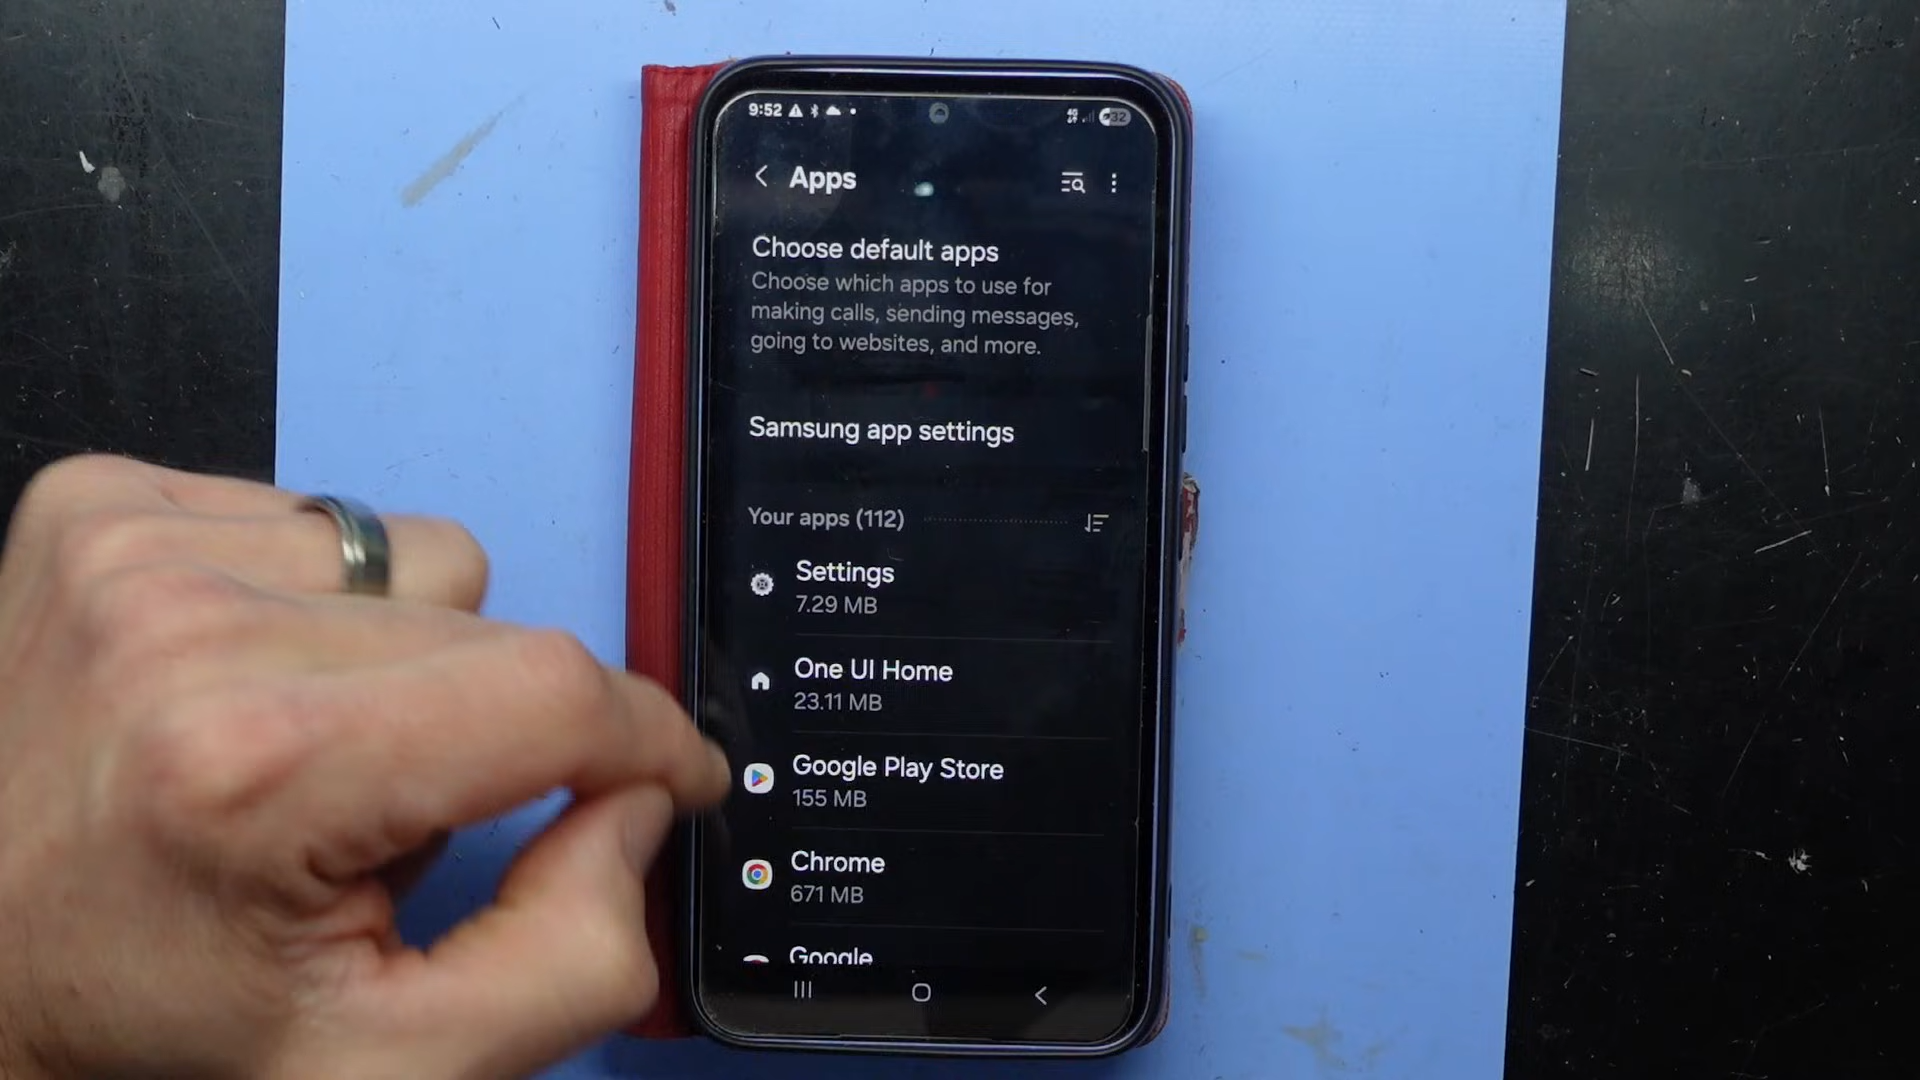 9:52
32
Apps
Choose default apps
Choose which apps to use for
making calls, sending messages,
going to websites, and more.
Samsung app settings
Your apps (112)
Settings
7.29 MB
One UI Home
23.11 MB
Google Play Store
155 MB
Chrome
671 MB
Google